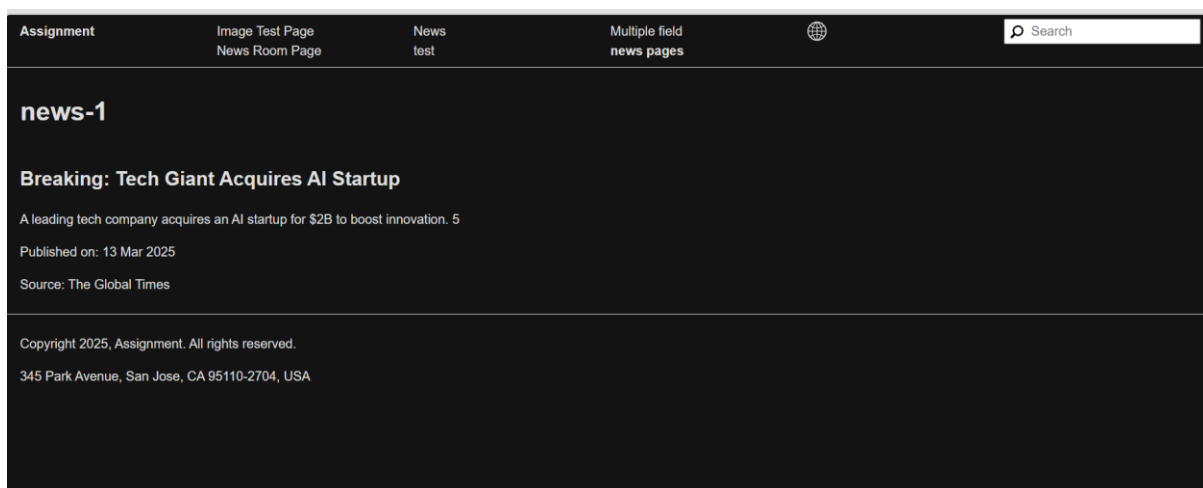 Assignment Image Test Page News Multiple field Search
News Room Page test news pages
news-1
Breaking: Tech Giant Acquires AI Startup
A leading tech company acquires an AI startup for $2B to boost innovation. 5
Published on: 13 Mar 2025
Source: The Global Times
Copyright 2025, Assignment. All rights reserved.
345 Park Avenue, San Jose, CA 95110-2704, USA